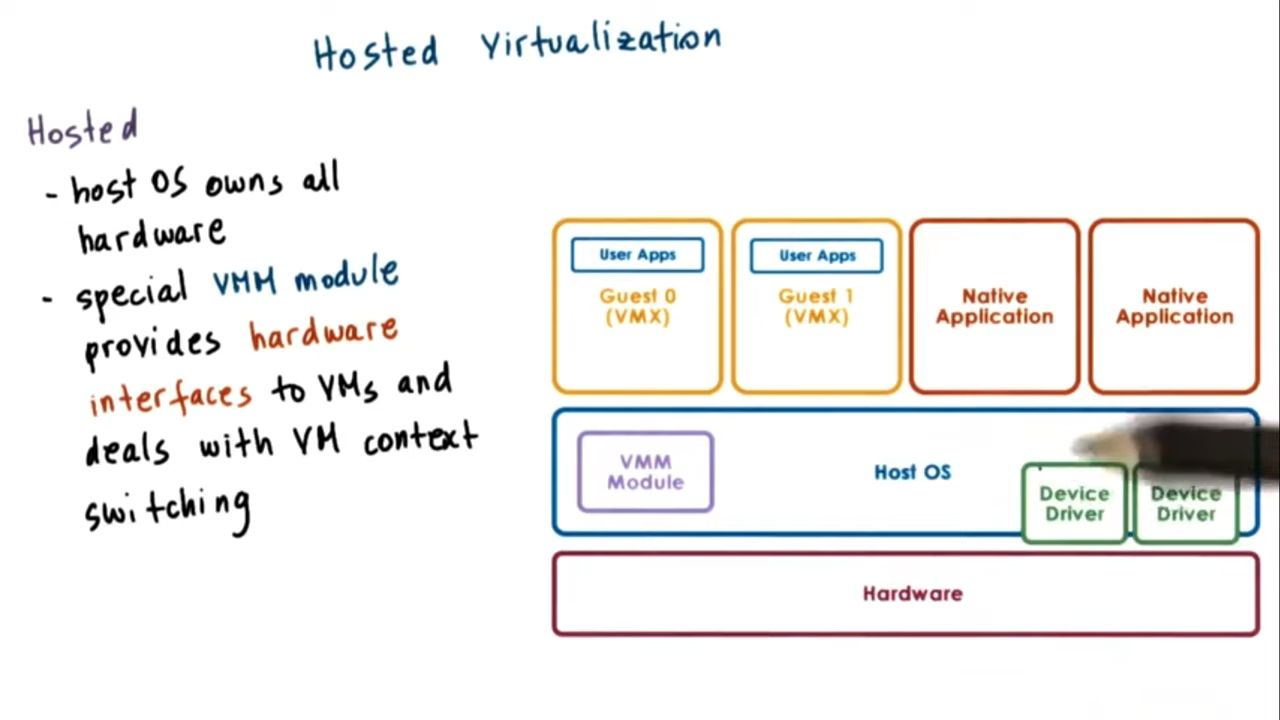 Hosted Virtualization
Hosted
- host OS owns all
hardware
- special VMM module
provides hardware
interfaces to VMs and
deals with VM context
switching
User Apps
Guest 0
(VMX)
User Apps
Guest 1
(VMX)
Native
Application
Native
Application
VMM
Module
Host OS
Device
Driver
Device
Driver
Hardware